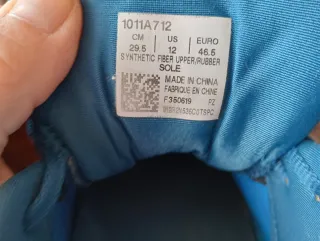 1011A712
CM US EURO
29.5 12 46.5
SYNTHETIC FIBER UPPER/RUBBER
SOLE
MADE IN CHINA
FABRIQUE EN CHINE
F350619 PZ